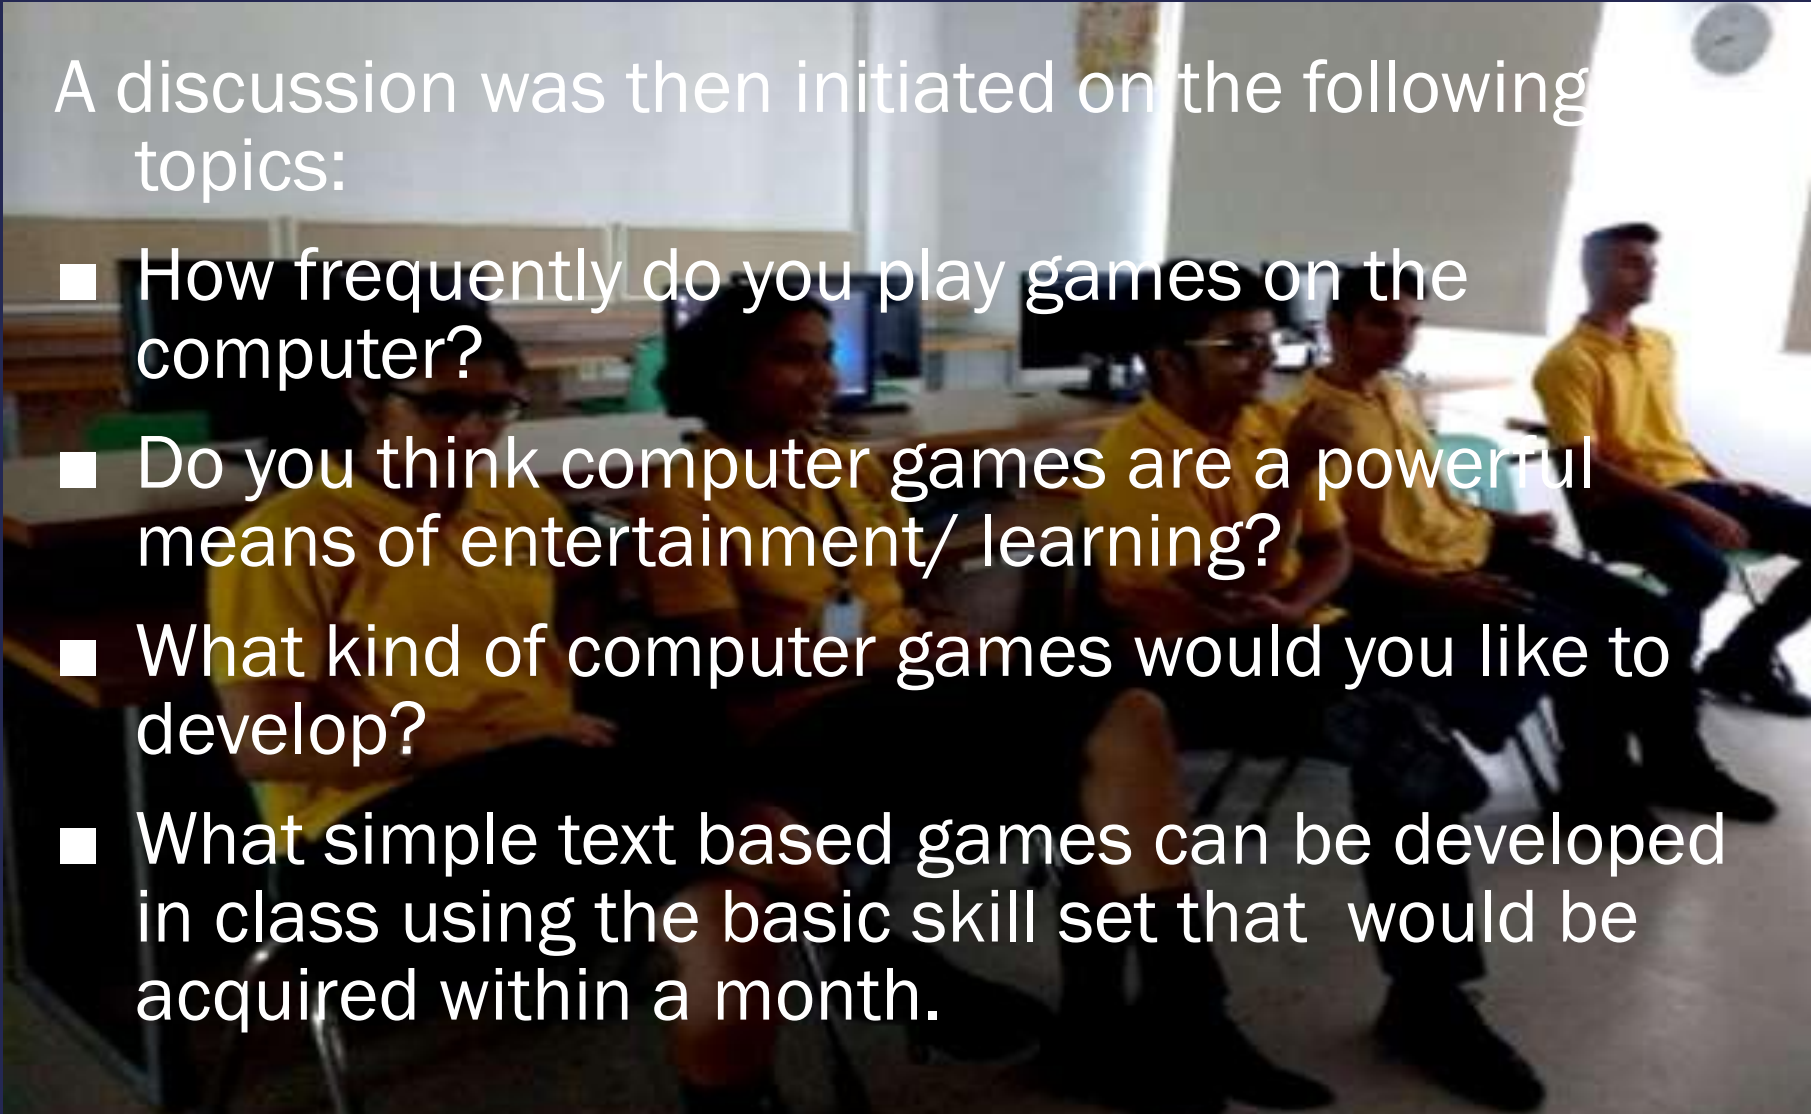 A discussion was then initiated on the following
topics:
■ How frequently do you play games on the
computer?
■ Do you think computer games are a powerful
means of entertainment/ learning?
■ What kind of computer games would you like to
develop?
■ What simple text based games can be developed
in class using the basic skill set that  would be
acquired within a month.